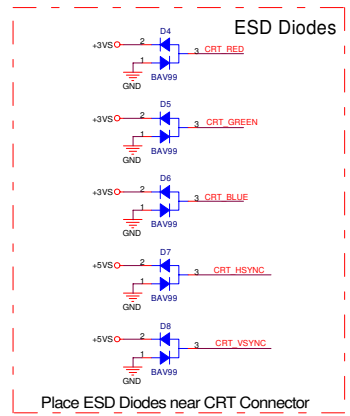 ESD Diodes
D4
+3VS 2
3 CRT_RED
1
GND
BAV99
D5
+3VS 2
3 CRT_GREEN
1
GND
BAV99
D6
+3VS 2
3 CRT_BLUE
1
GND
BAV99
D7
+5VS 2
3 CRT_HSYNC
1
GND
BAV99
D8
+5VS 2
3 CRT_VSYNC
1
GND
BAV99
Place ESD Diodes near CRT Connector